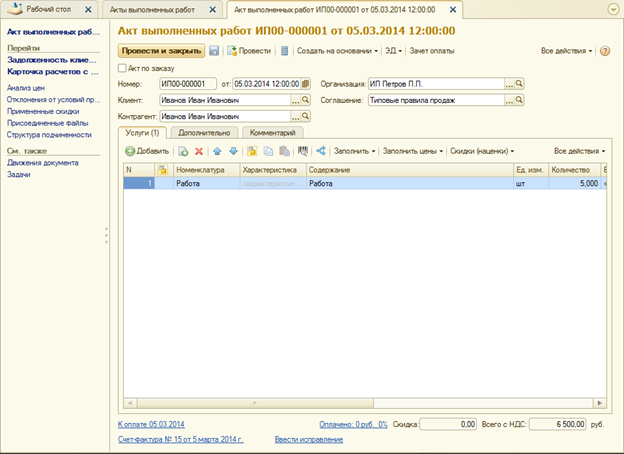 Рабочий стол Акты выполненных работ Акт выполненных работ ИП00-000001 от 05.03.2014 12:00:00
Акт выполненных раб...
Перейти
Задолженность клие...
Карточка расчетов с ...
Анализ цен
Отклонения от условий пр...
Примененные скидки
Присоединенные файлы
Структура подчиненности
См. также
Движения документа
Задачи
Акт выполненных работ ИП00-000001 от 05.03.2014 12:00:00
Провести и закрыть Провести Создать на основании ЭД Зачет оплаты Все действия
Акт по заказу
Номер: ИП00-000001 от: 05.03.2014 12:00:00 Организация: ИП Петров П.П.
Клиент: Иванов Иван Иванович Соглашение: Типовые правила продаж
Контрагент: Иванов Иван Иванович
Услуги (1) Дополнительно Комментарий
Добавить Заполнить Заполнить цены Скидки (наценки) Все действия
N Номенклатура Характеристика Содержание Ед. изм. Количество
1 Работа Работа шт 5,000
К оплате 05.03.2014 Оплачено: 0 руб. 0% Скидка: 0,00 Всего с НДС: 6 500,00 руб.
Счет-фактура № 15 от 5 марта 2014 г. Ввести исправление